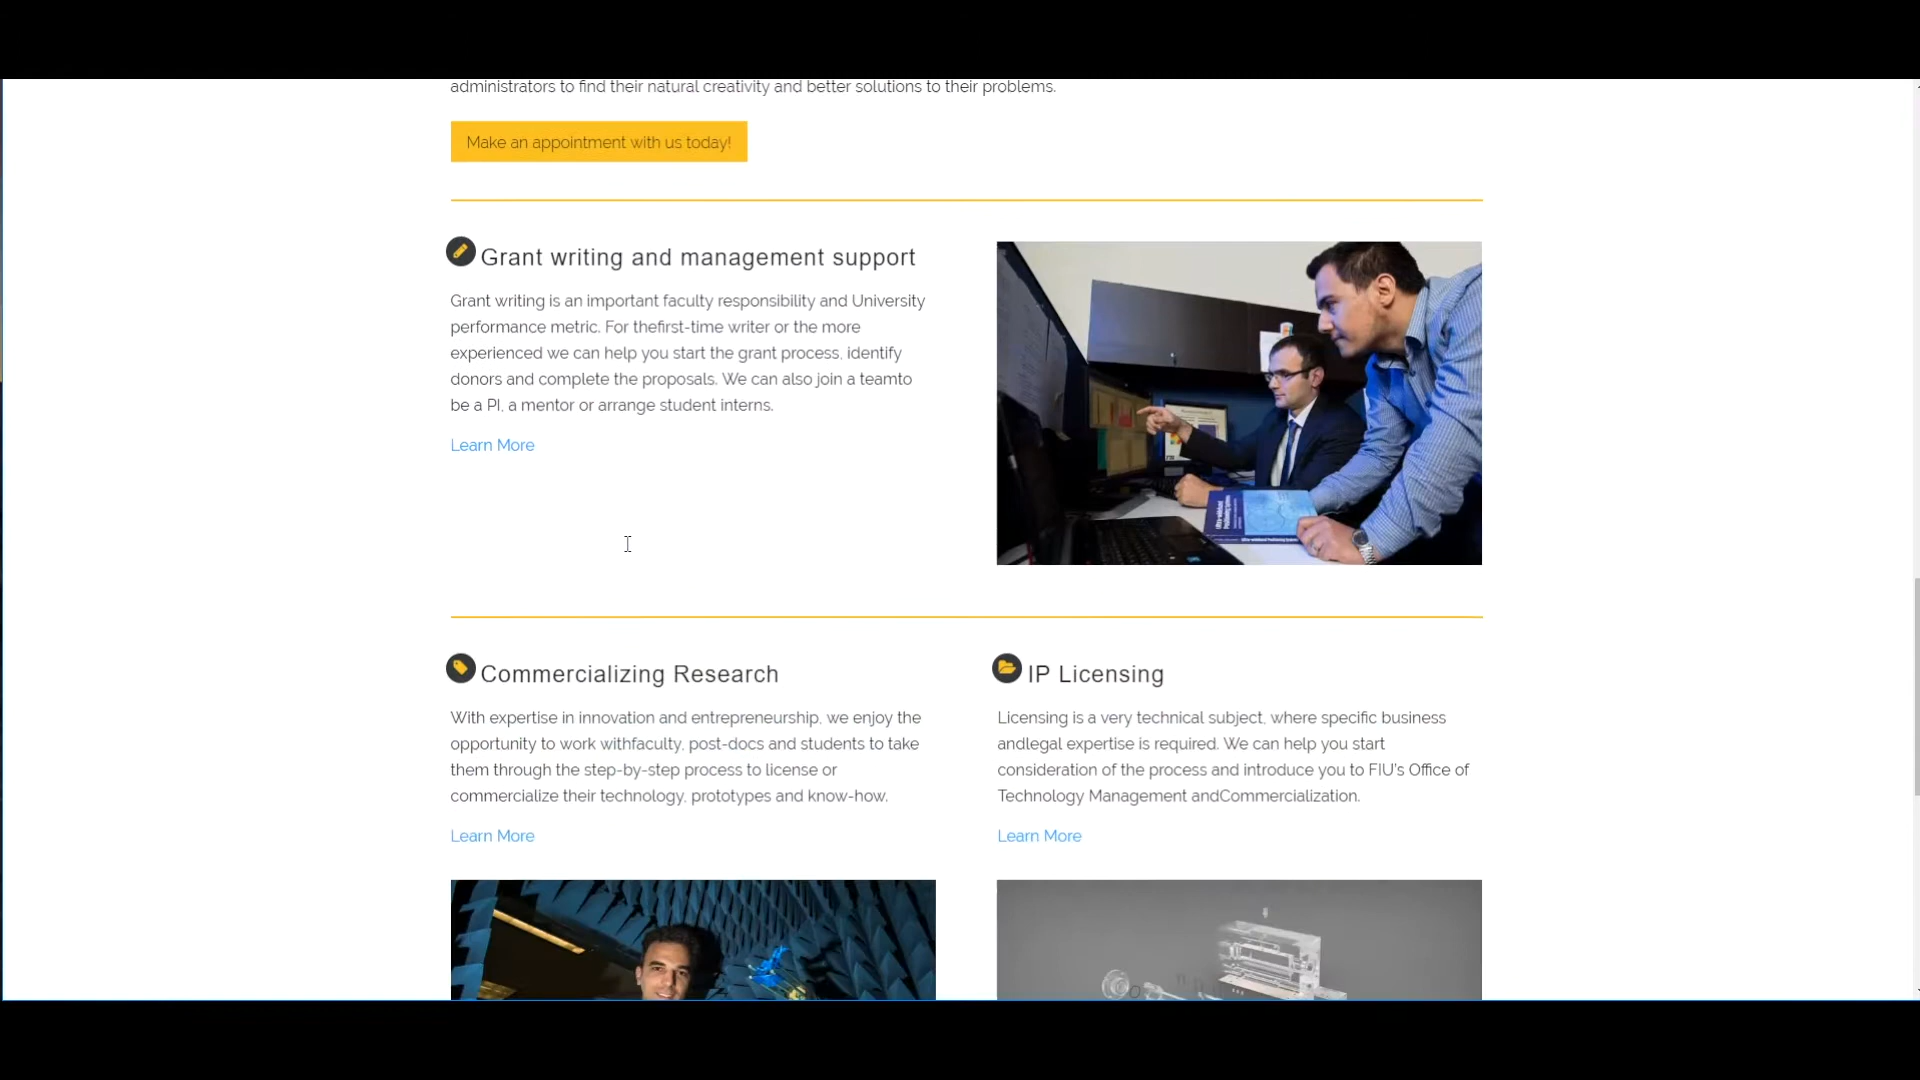 administrators to find their natural creativity and better solutions to their problems.
Make an appointment with us today!
Grant writing and management support
Grant writing is an important faculty responsibility and University
performance metric. For thefirst-time writer or the more
experienced we can help you start the grant process, identify
donors and complete the proposals. We can also join a teamto
be a PI, a mentor or arrange student interns.
Learn More
Commercializing Research
With expertise in innovation and entrepreneurship, we enjoy the
opportunity to work withfaculty, post-docs and students to take
them through the step-by-step process to license or
commercialize their technology, prototypes and know-how.
Learn More
IP Licensing
Licensing is a very technical subject, where specific business
andlegal expertise is required. We can help you start
consideration of the process and introduce you to FIU's Office of
Technology Management andCommercialization.
Learn More